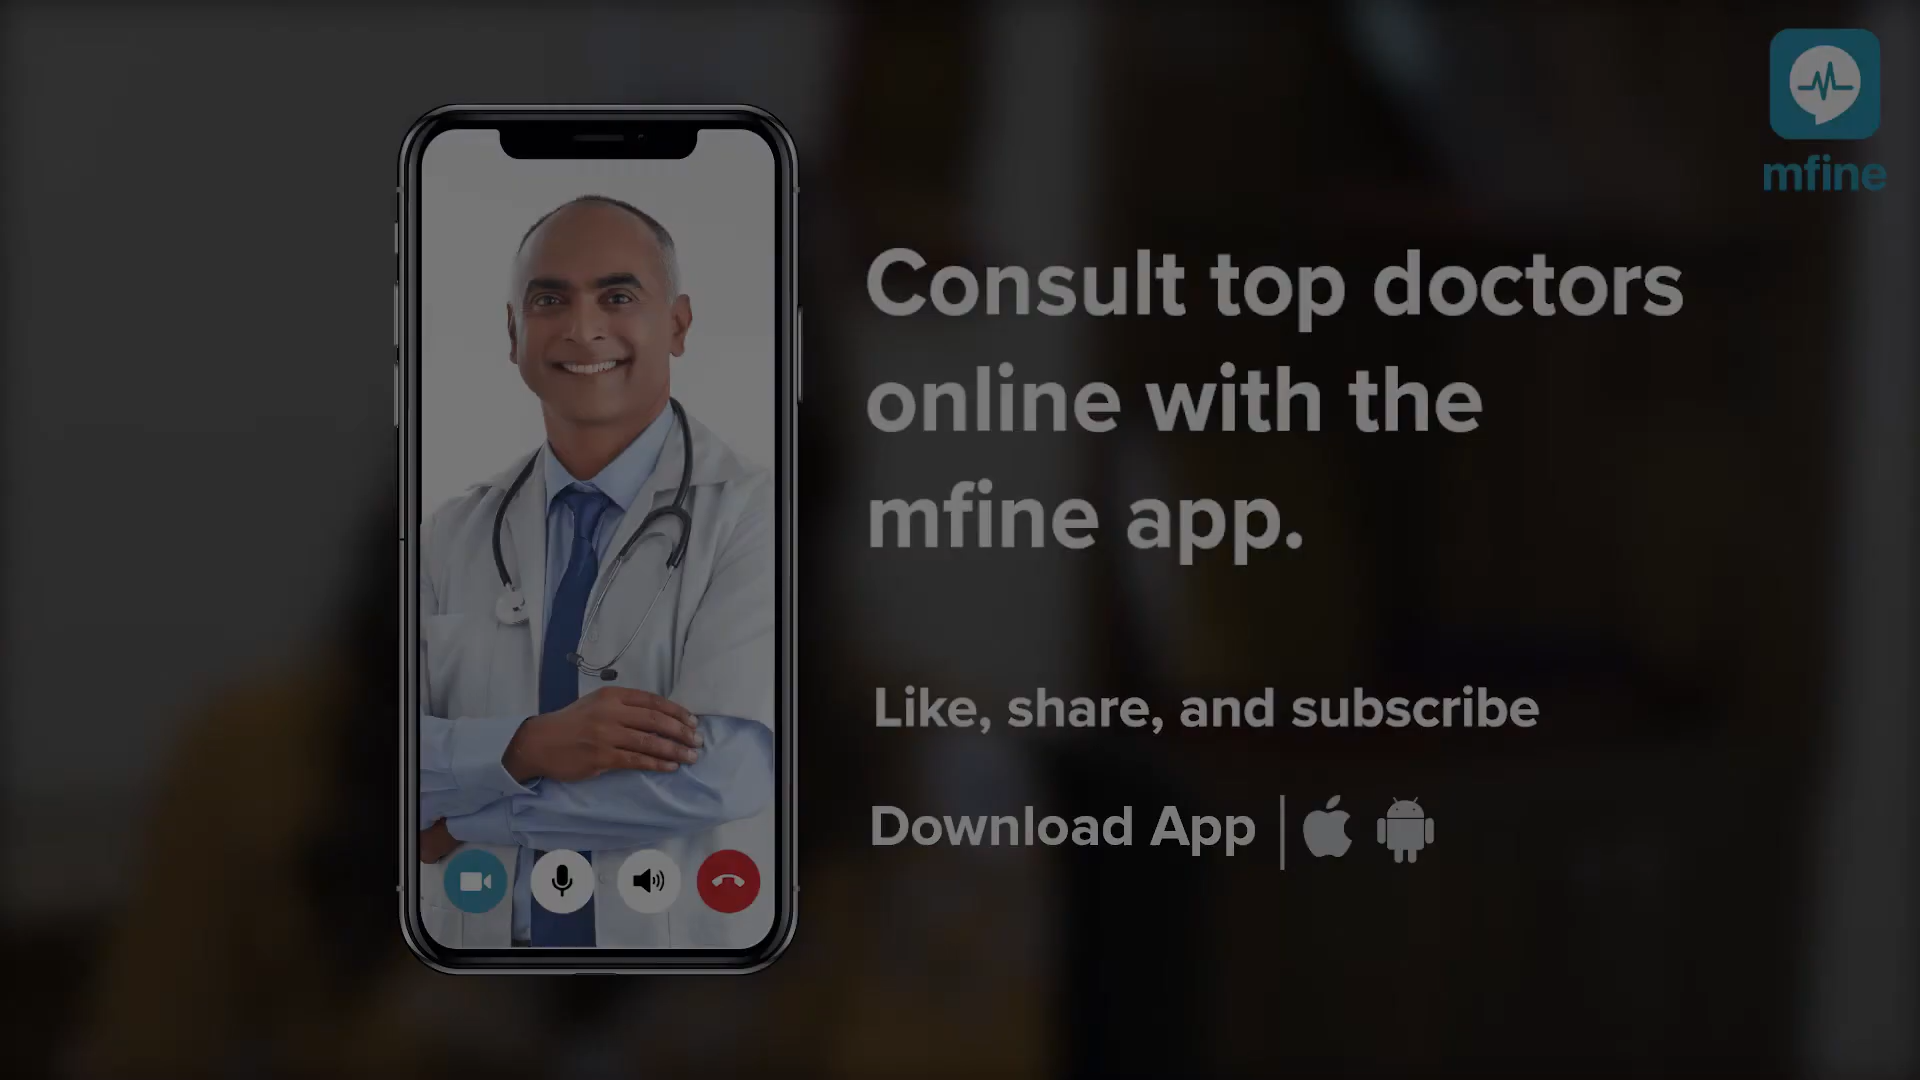 mfine
Consult top doctors
online with the
mfine app.
Like, share, and subscribe
Download App